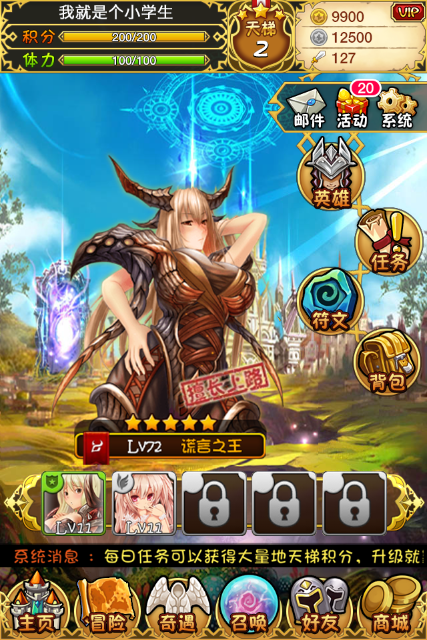 我就是个小学生
积分 200/200
体力 100/100
天梯
2
9900
12500
127
VIP
20
邮件 活动 系统
英雄
任务
符文
背包
擅长上路
LV72 谎言之王
LV11 LV11
系统消息 : 每日任务可以获得大量地天梯积分，升级就
主页 冒险 奇遇 召唤 好友 商城